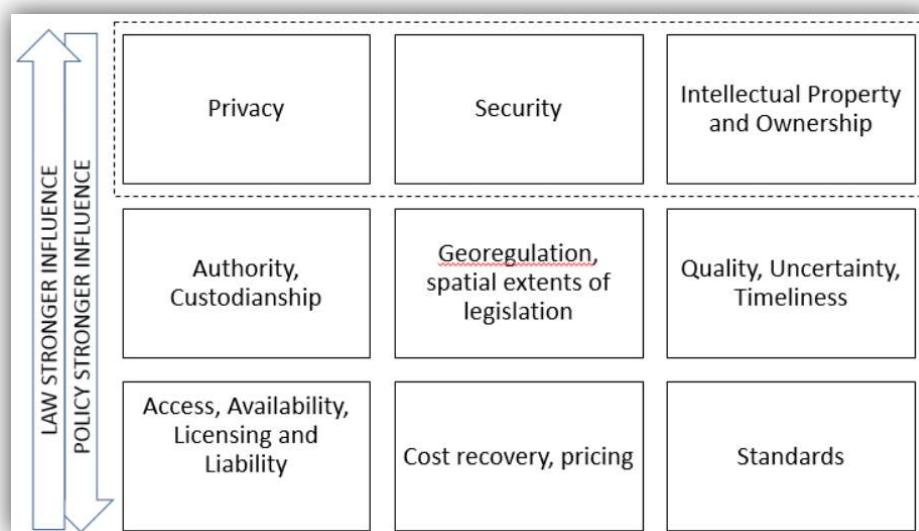 LAW STRONGER INFLUENCE
POLICY STRONGER INFLUENCE
Privacy
Security
Intellectual Property
and Ownership
Authority,
Custodianship
Georegulation,
spatial extents of
legislation
Quality, Uncertainty,
Timeliness
Access, Availability,
Licensing and
Liability
Cost recovery, pricing
Standards